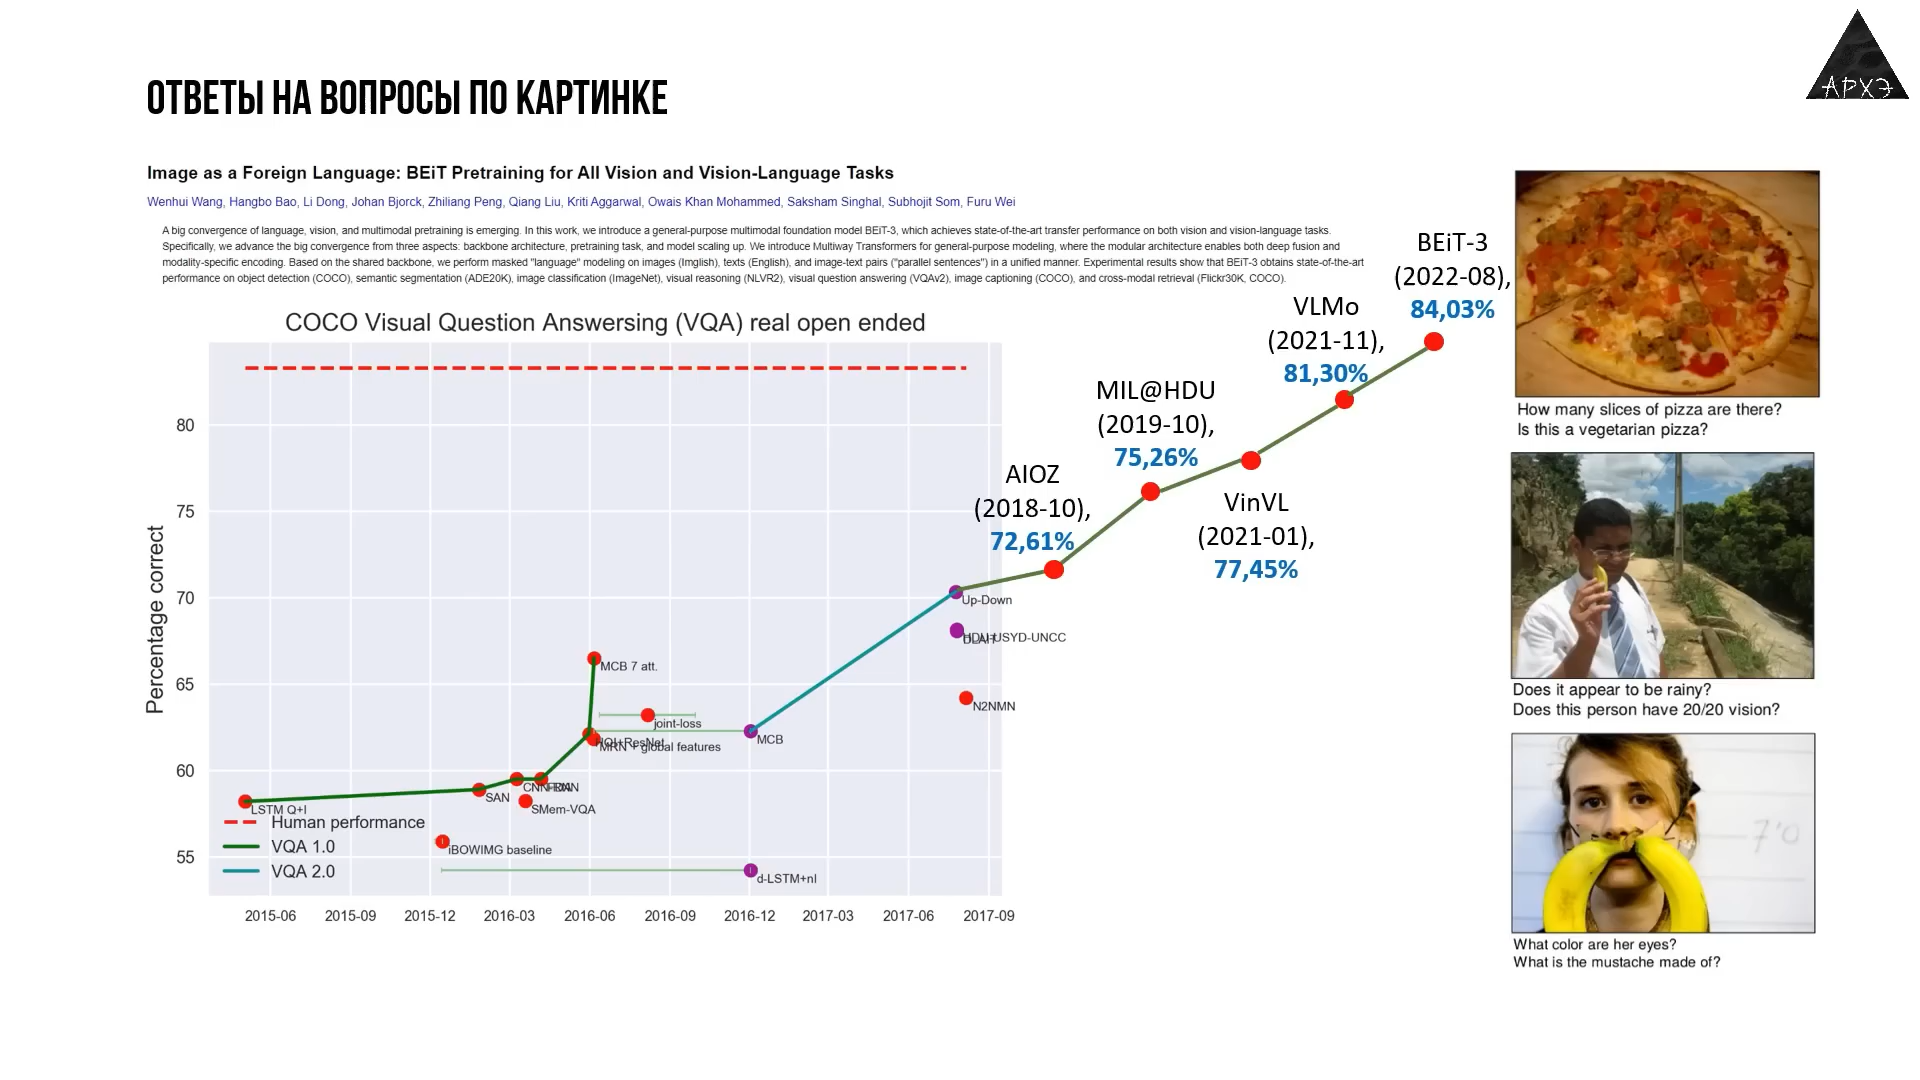 АРХЭ
ОТВЕТЫ НА ВОПРОСЫ ПО КАРТИНКЕ
Image as a Foreign Language: BEiT Pretraining for All Vision and Vision-Language Tasks
Wenhui Wang, Hangbo Bao, Li Dong, Johan Bjorck, Zhiliang Peng, Qiang Liu, Kriti Aggarwal, Owais Khan Mohammed, Saksham Singhal, Subhojit Som, Furu Wei
A big convergence of language, vision, and multimodal pretraining is emerging. In this work, we introduce a general-purpose multimodal foundation model BEiT-3, which achieves state-of-the-art transfer performance on both vision and vision-language tasks.
Specifically, we advance the big convergence from three aspects: backbone architecture, pretraining task, and model scaling up. We introduce Multiway Transformers for general-purpose modeling, where the modular architecture enables both deep fusion and
modality-specific encoding. Based on the shared backbone, we perform masked "language" modeling on images (Imglish), texts (English), and image-text pairs ("parallel sentences") in a unified manner. Experimental results show that BEiT-3 obtains state-of-the-art
performance on object detection (COCO), semantic segmentation (ADE20K), image classification (ImageNet), visual reasoning (NLVR2), visual question answering (VQAv2), image captioning (COCO), and cross-modal retrieval (Flickr30K, COCO).
COCO Visual Question Answersing (VQA) real open ended
Percentage correct
80
75
70
65
60
55
2015-06
2015-09
2015-12
2016-03
2016-06
2016-09
2016-12
2017-03
2017-06
2017-09
LSTM Q+I
iBOWIMG baseline
SAN
SMem-VQA
MRN + global features
MCB 7 att.
joint-loss
MCB
d-LSTM+nI
Up-Down
HDU-USYD-UNCC
N2NMN
Human performance
VQA 1.0
VQA 2.0
AIOZ
(2018-10),
72,61%
MIL@HDU
(2019-10),
75,26%
VinVL
(2021-01),
77,45%
VLMo
(2021-11),
81,30%
BEiT-3
(2022-08),
84,03%
How many slices of pizza are there?
Is this a vegetarian pizza?
Does it appear to be rainy?
Does this person have 20/20 vision?
7'0
What color are her eyes?
What is the mustache made of?